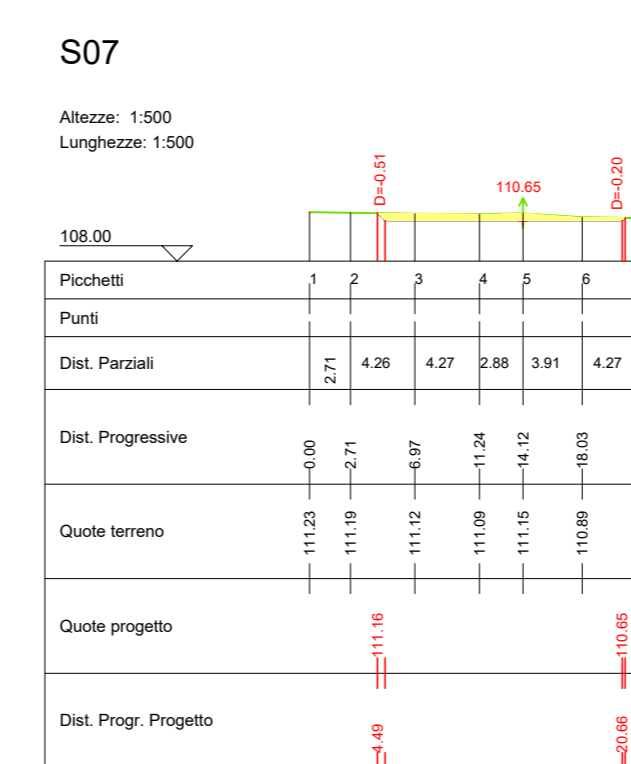 S07
Altezze: 1:500
Lunghezze: 1:500
D=-0.51
110.65
D=-0.20
108.00
Picchetti 1 2 3 4 5 6
Punti
Dist. Parziali 2.71 4.26 4.27 2.88 3.91 4.27
Dist. Progressive 0.00 2.71 6.97 11.24 14.12 18.03
Quote terreno 111.23 111.19 111.12 111.09 111.15 110.89
Quote progetto 111.16 110.65
Dist. Progr. Progetto 4.49 20.66